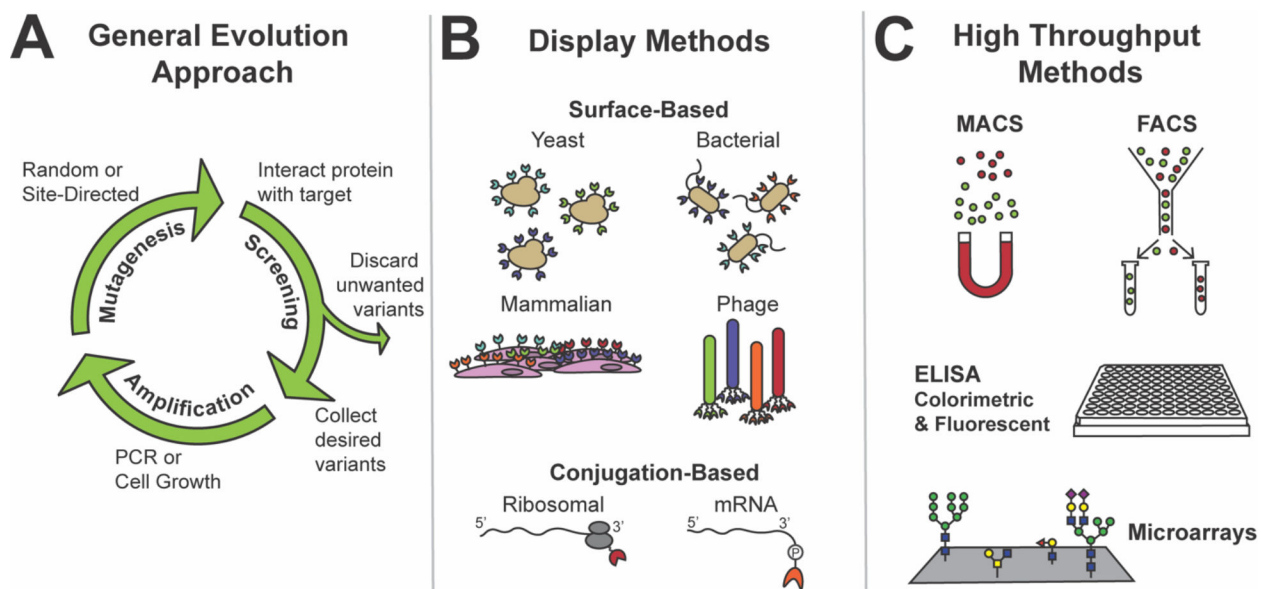 A
General Evolution
Approach
Random or
Site-Directed
Interact protein
with target
Mutagenesis
Screening
Discard
unwanted
variants
Amplification
PCR or
Cell Growth
Collect
desired
variants
B
Display Methods
Surface-Based
Yeast
Bacterial
Mammalian
Phage
Conjugation-Based
Ribosomal
5’
3’
mRNA
5’
3’
P
C
High Throughput
Methods
MACS
FACS
ELISA
Colorimetric
& Fluorescent
Microarrays